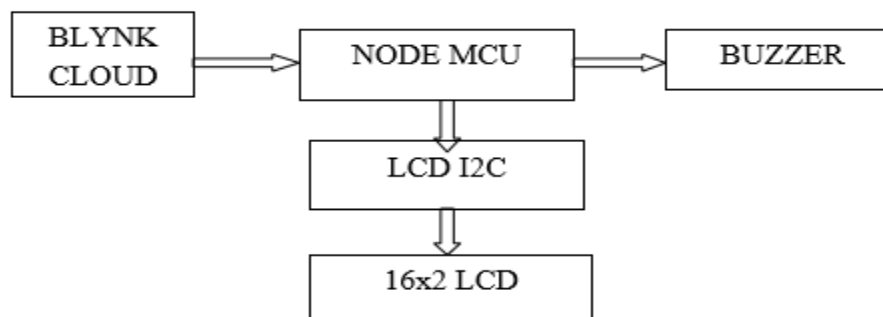 BLYNK
CLOUD
NODE MCU
BUZZER
LCD I2C
16x2 LCD